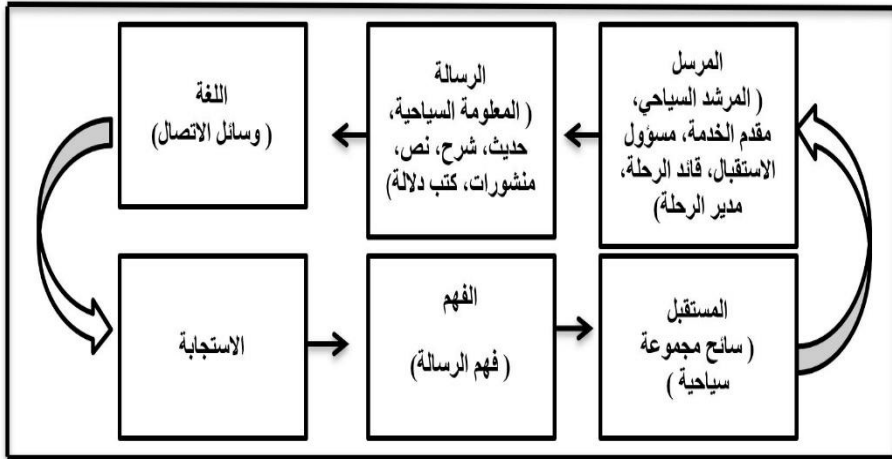 المرسل
( المرشد السياحي،
مقدم الخدمة، مسؤول
الاستقبال، قائد الرحلة،
مدير الرحلة)
الرسالة
( المعلومة السياحية،
حديث، شرح، نص،
منشورات، كتب دلالة)
اللغة
( وسائل الاتصال)
الاستجابة
الفهم
( فهم الرسالة)
المستقبل
( سائح مجموعة
سياحية )